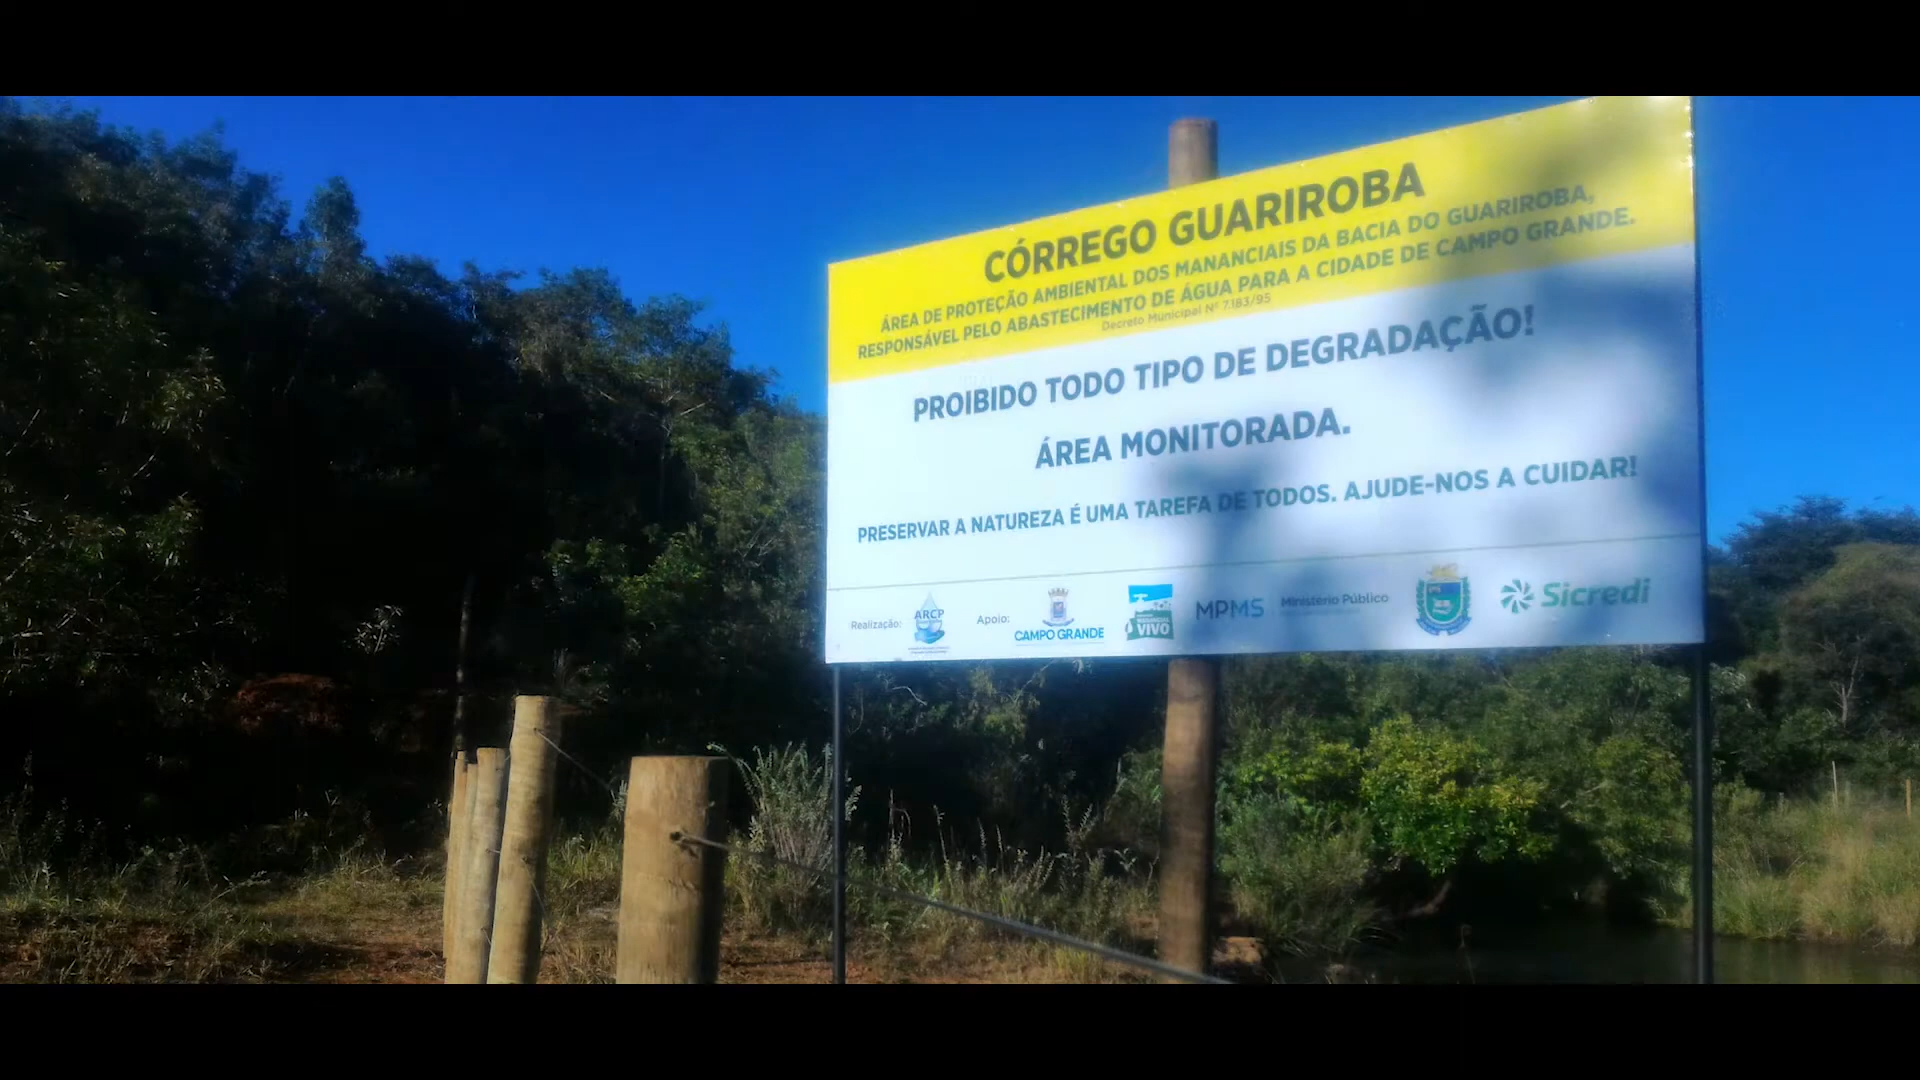 CÓRREGO GUARIROBA
ÁREA DE PROTEÇÃO AMBIENTAL DOS MANANCIAIS DA BACIA DO GUARIROBA,
RESPONSÁVEL PELO ABASTECIMENTO DE ÁGUA PARA A CIDADE DE CAMPO GRANDE.
Decreto Municipal Nº 7.183/95
PROIBIDO TODO TIPO DE DEGRADAÇÃO!
ÁREA MONITORADA.
PRESERVAR A NATUREZA É UMA TAREFA DE TODOS. AJUDE-NOS A CUIDAR!
Realização: ARCP Apoio: CAMPO GRANDE VIVO MPMS Ministério Público Sicredi